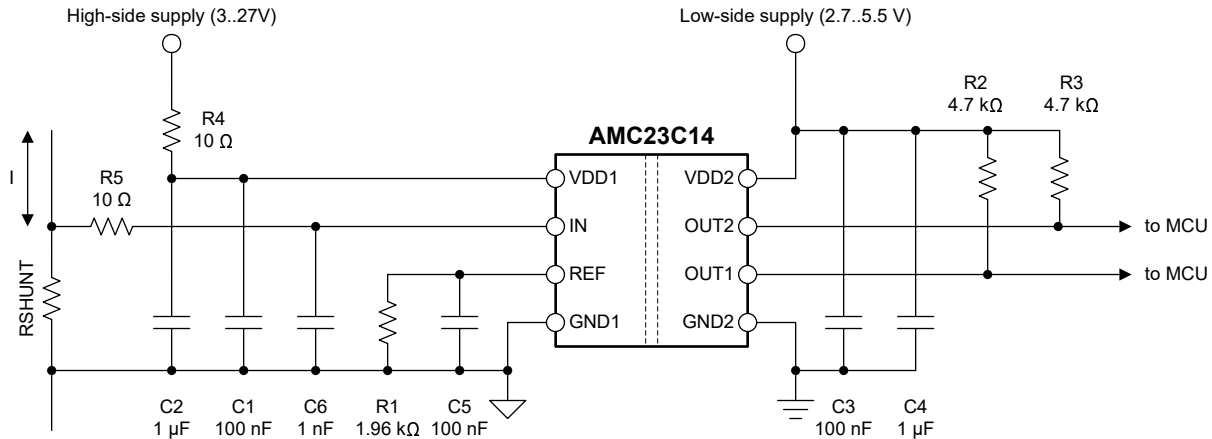 High-side supply (3..27V)
Low-side supply (2.7..5.5 V)
R4
10 Ω
R2
4.7 kΩ
R3
4.7 kΩ
AMC23C14
I
R5
10 Ω
VDD1
VDD2
IN
OUT2
to MCU
REF
OUT1
to MCU
RSHUNT
GND1
GND2
C2
1 µF
C1
100 nF
C6
1 nF
R1
1.96 kΩ
C5
100 nF
C3
100 nF
C4
1 µF